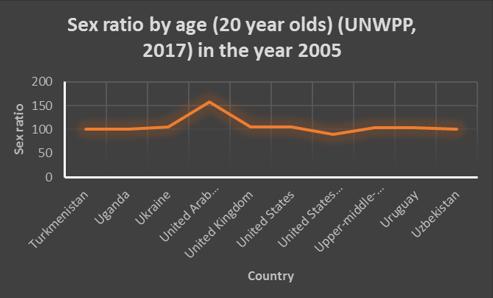 Sex ratio by age (20 year olds) (UNWPP,
2017) in the year 2005
200
150
100
50
0
Sex ratio
Turkmenistan
Uganda
Ukraine
United Arab…
United Kingdom
United States
United States…
Upper-middle-…
Uruguay
Uzbekistan
Country